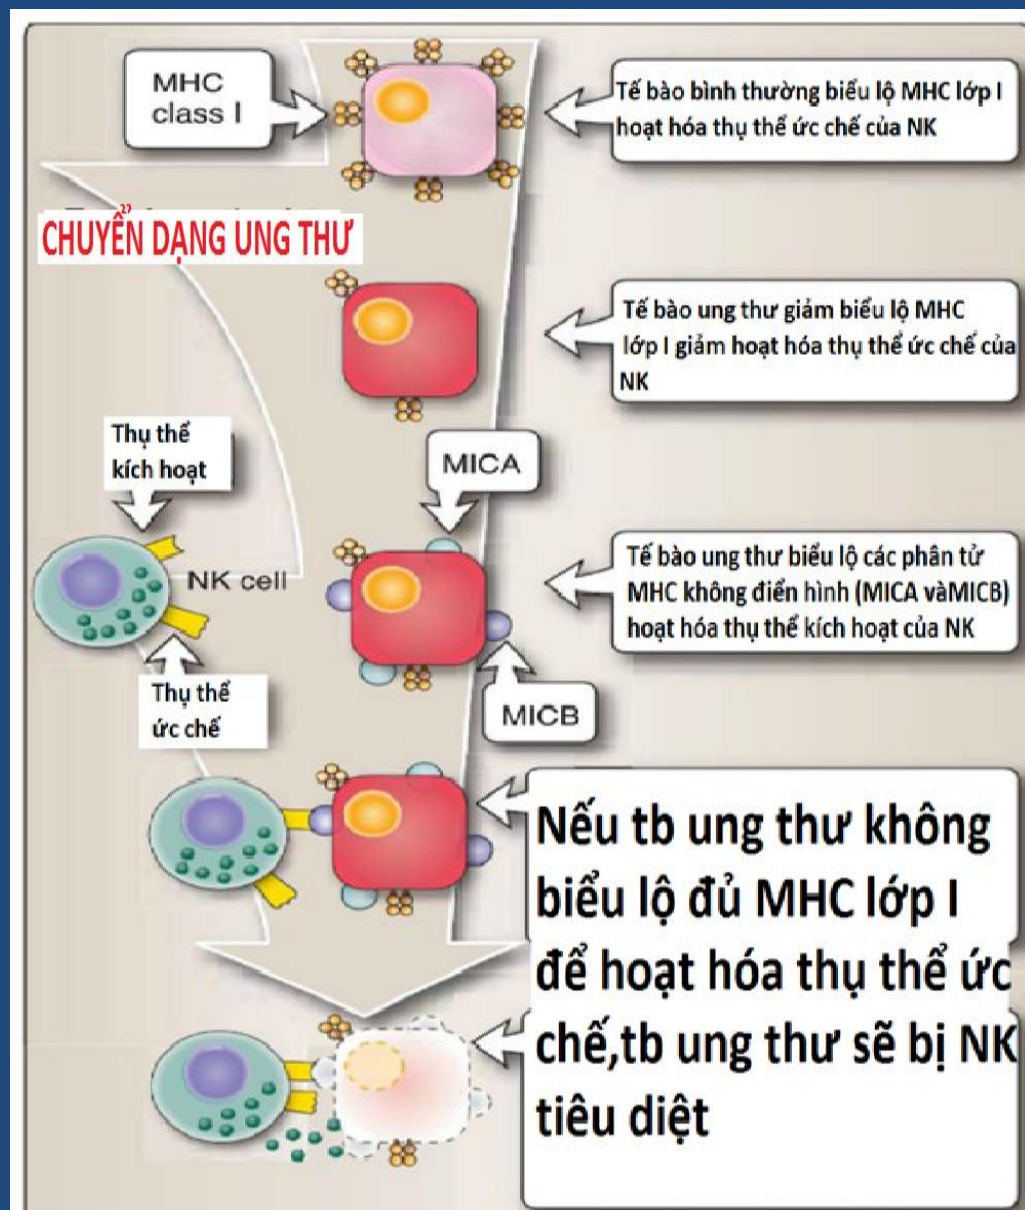 MHC
class I
Tế bào bình thường biểu lộ MHC lớp I
hoạt hóa thụ thể ức chế của NK
CHUYỂN DẠNG UNG THƯ
Tế bào ung thư giảm biểu lộ MHC
lớp I giảm hoạt hóa thụ thể ức chế của
NK
Thụ thể
kích hoạt
MICA
NK cell
Tế bào ung thư biểu lộ các phân tử
MHC không điển hình (MICA vàMICB)
hoạt hóa thụ thể kích hoạt của NK
Thụ thể
ức chế
MICB
Nếu tb ung thư không
biểu lộ đủ MHC lớp I
để hoạt hóa thụ thể ức
chế,tb ung thư sẽ bị NK
tiêu diệt